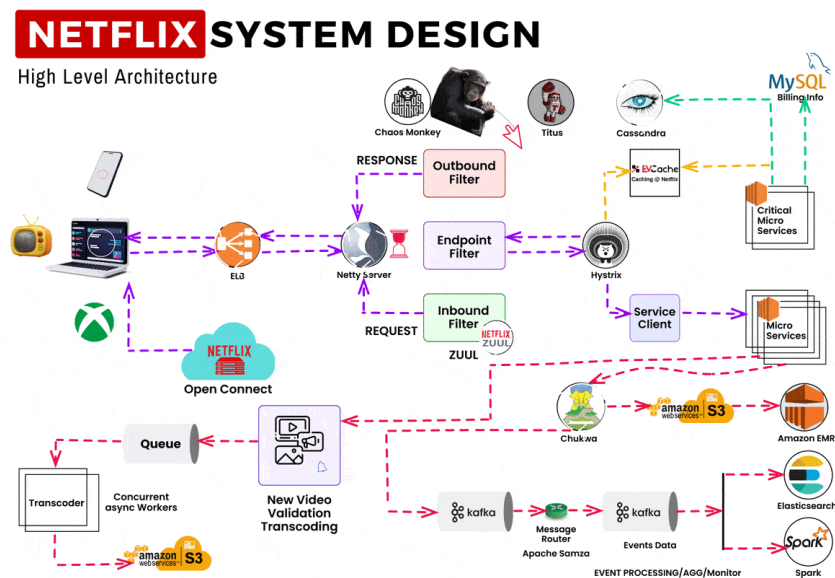 NETFLIX SYSTEM DESIGN
High Level Architecture
MySQL
Billing Info
CHAOS MONKEY
Chaos Monkey
Titus
Cassandra
RESPONSE
Outbound
Filter
EVCache
Caching @ Netflix
Critical
Micro
Services
ELB
Netty Server
Endpoint
Filter
Hystrix
REQUEST
Inbound
Filter
NETFLIX
ZUUL
ZUUL
Service
Client
Micro
Services
NETFLIX
Open Connect
Chukwa
amazon
webservices
S3
Amazon EMR
Queue
New Video
Validation
Transcoding
Transcoder
Concurrent
async Workers
amazon
webservices
S3
kafka
Message
Router
Apache Samza
kafka
Events Data
Elasticsearch
Spark
Spark
EVENT PROCESSING/AGG/Monitor